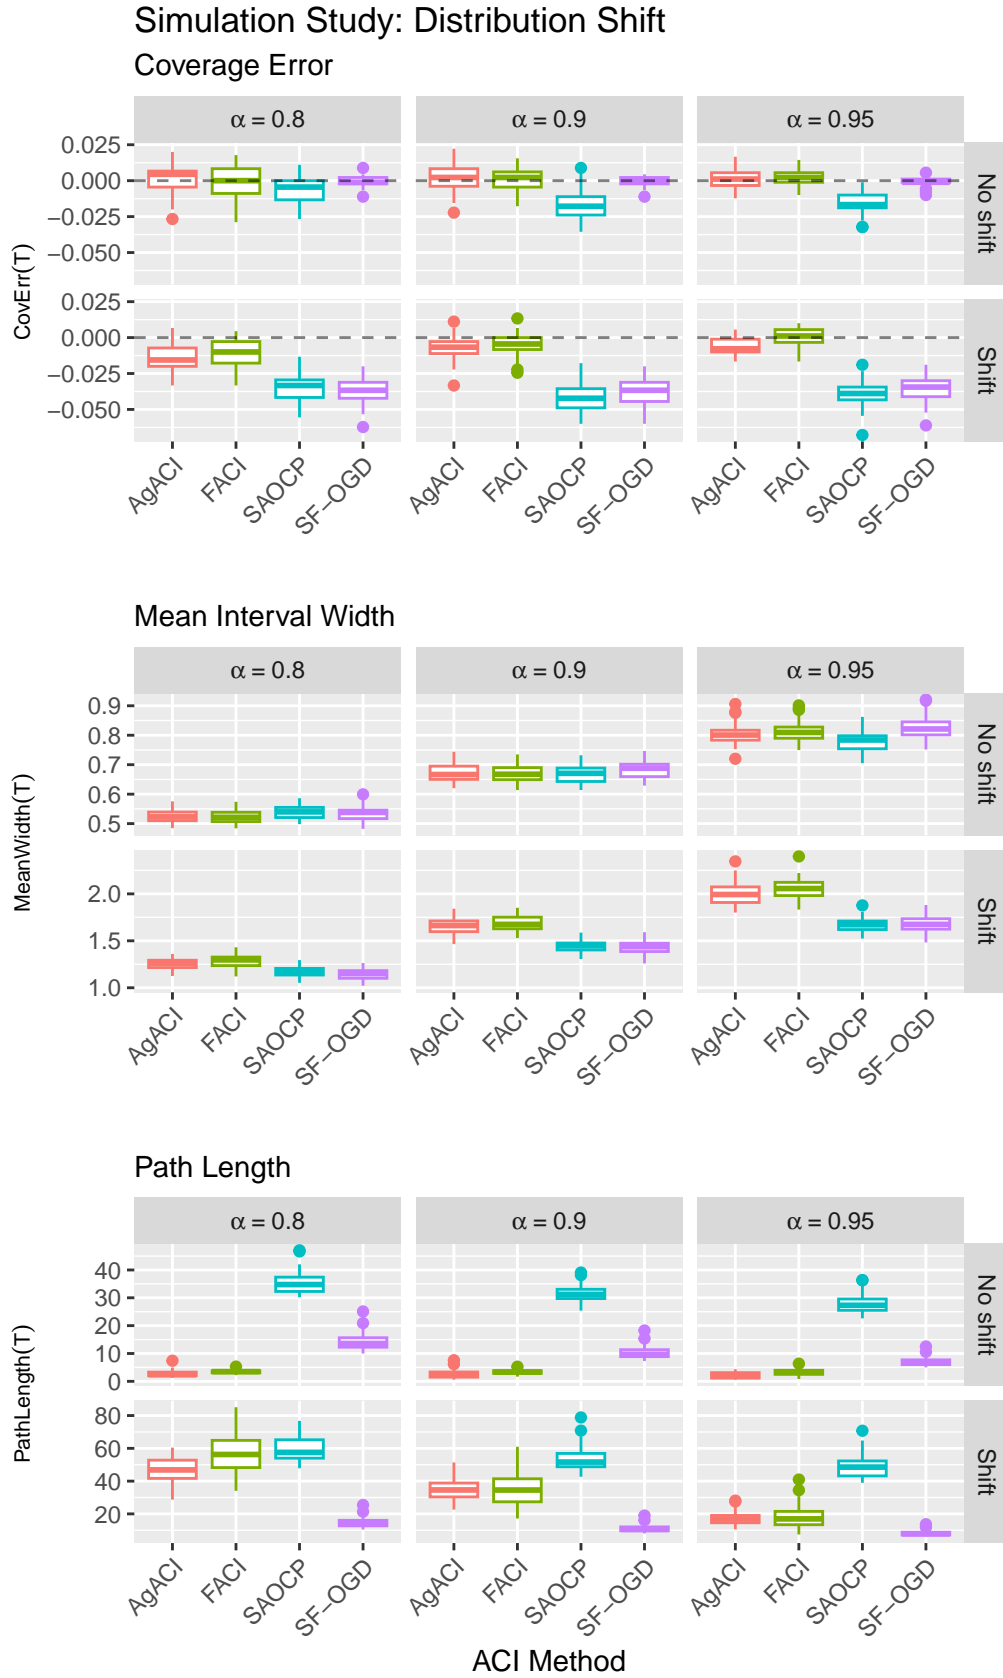 Simulation Study: Distribution Shift
Coverage Error
α = 0.8 α = 0.9 α = 0.95
CovErr(T)
0.025
0.000
−0.025
−0.050
No shift
0.025
0.000
−0.025
−0.050
Shift
AgACI FACI SAOCP SF−OGD AgACI FACI SAOCP SF−OGD AgACI FACI SAOCP SF−OGD
Mean Interval Width
α = 0.8 α = 0.9 α = 0.95
MeanWidth(T)
0.9
0.8
0.7
0.6
0.5
No shift
2.0
1.5
1.0
Shift
AgACI FACI SAOCP SF−OGD AgACI FACI SAOCP SF−OGD AgACI FACI SAOCP SF−OGD
Path Length
α = 0.8 α = 0.9 α = 0.95
PathLength(T)
40
30
20
10
0
No shift
80
60
40
20
Shift
AgACI FACI SAOCP SF−OGD AgACI FACI SAOCP SF−OGD AgACI FACI SAOCP SF−OGD
ACI Method